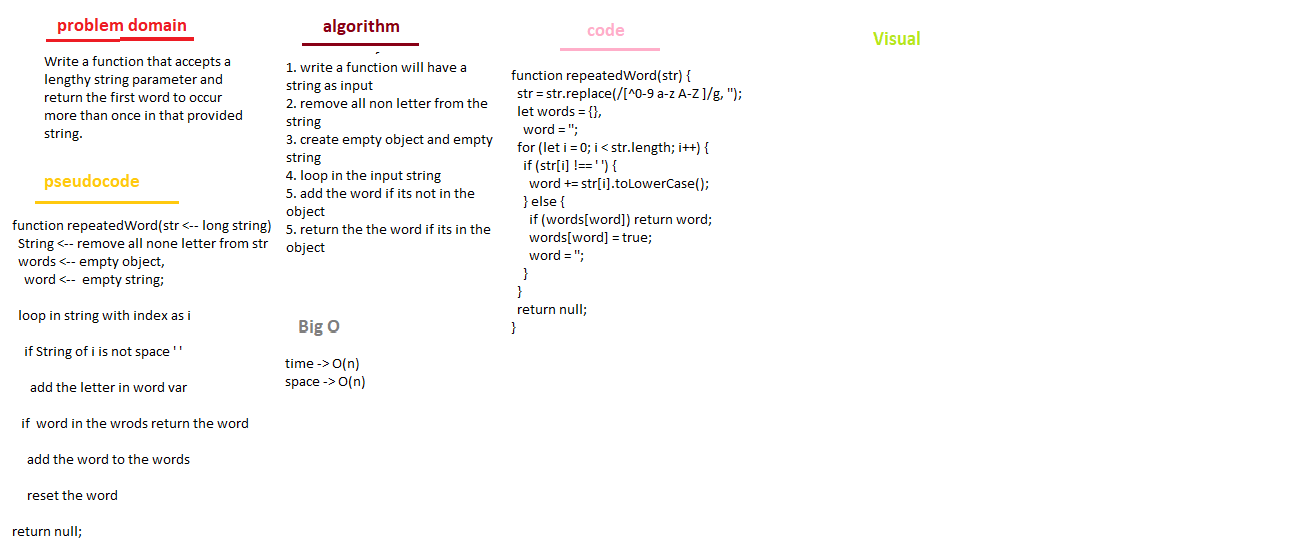 problem domain
Write a function that accepts a
lengthy string parameter and
return the first word to occur
more than once in that provided
string.
pseudocode
function repeatedWord(str <-- long string)
String <-- remove all none letter from str
words <-- empty object,
word <--  empty string;
loop in string with index as i
if String of i is not space ' '
add the letter in word var
if  word in the wrods return the word
add the word to the words
reset the word
return null;
algorithm
1. write a function will have a
string as input
2. remove all non letter from the
string
3. create empty object and empty
string
4. loop in the input string
5. add the word if its not in the
object
5. return the the word if its in the
object
Big O
time -> O(n)
space -> O(n)
code
function repeatedWord(str) {
str = str.replace(/[^0-9 a-z A-Z ]/g, '');
let words = {},
word = '';
for (let i = 0; i < str.length; i++) {
if (str[i] !== ' ') {
word += str[i].toLowerCase();
} else {
if (words[word]) return word;
words[word] = true;
word = '';
}
}
return null;
}
Visual